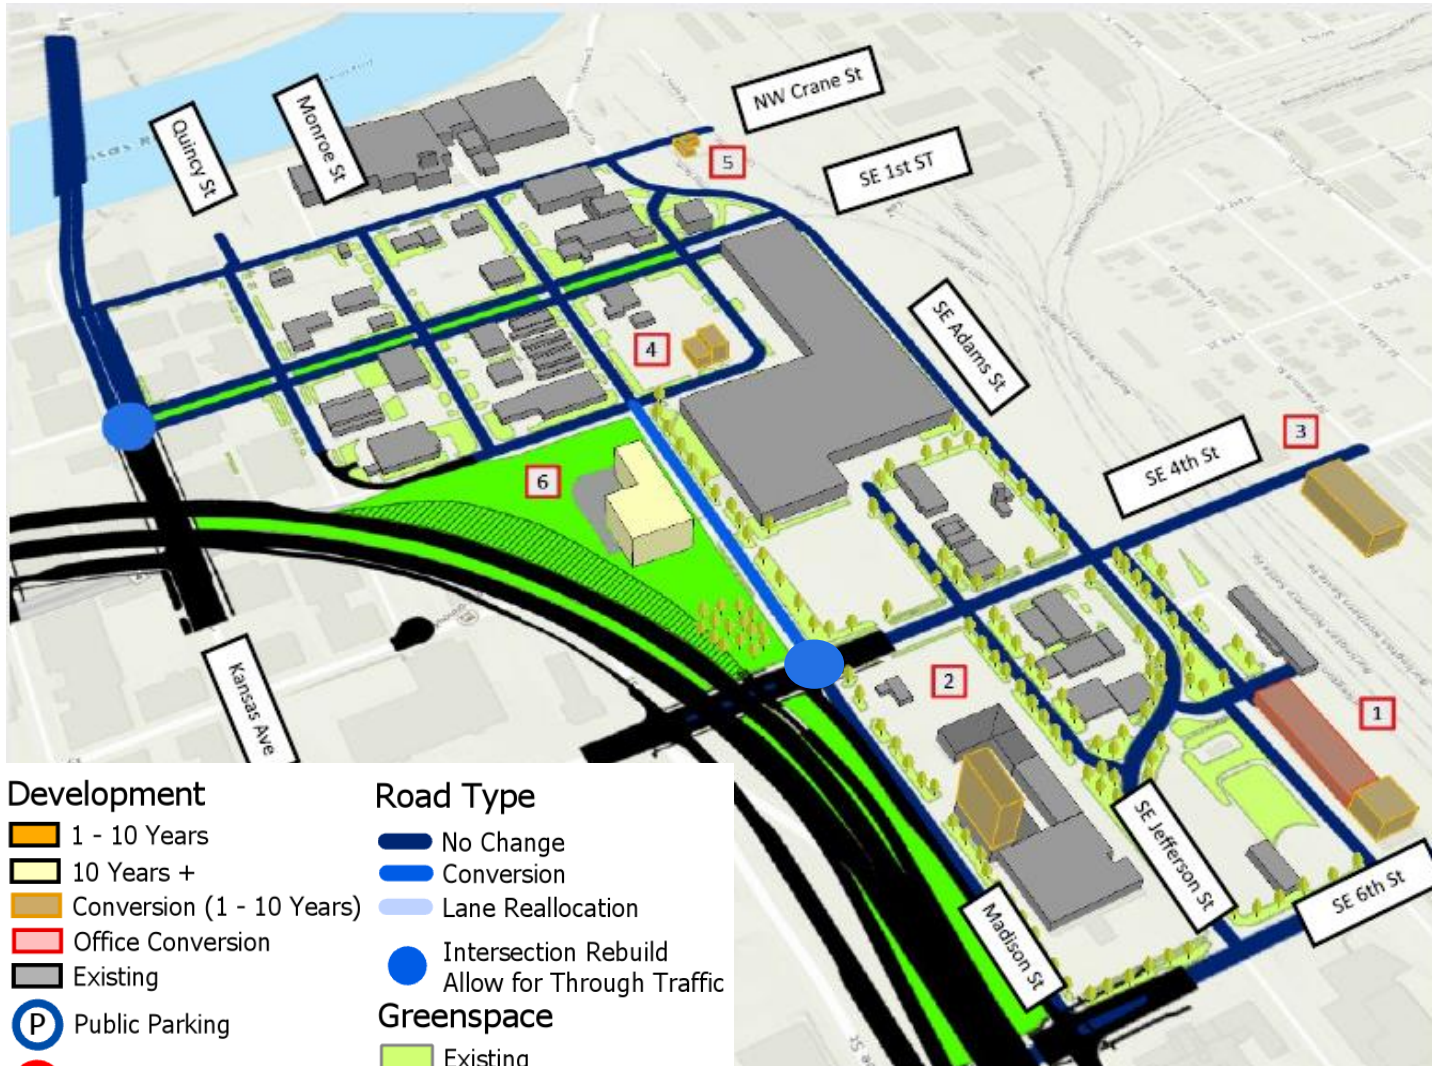 Quincy St
Monroe St
NW Crane St
SE 1st ST
5
SE Adams St
4
3
SE 4th St
6
Kansas Ave
2
1
SE Jefferson St
SE 6th St
Madison St
Development
1 - 10 Years
10 Years +
Conversion (1 - 10 Years)
Office Conversion
Existing
P
Public Parking
Road Type
No Change
Conversion
Lane Reallocation
Intersection Rebuild
Allow for Through Traffic
Greenspace
Existing